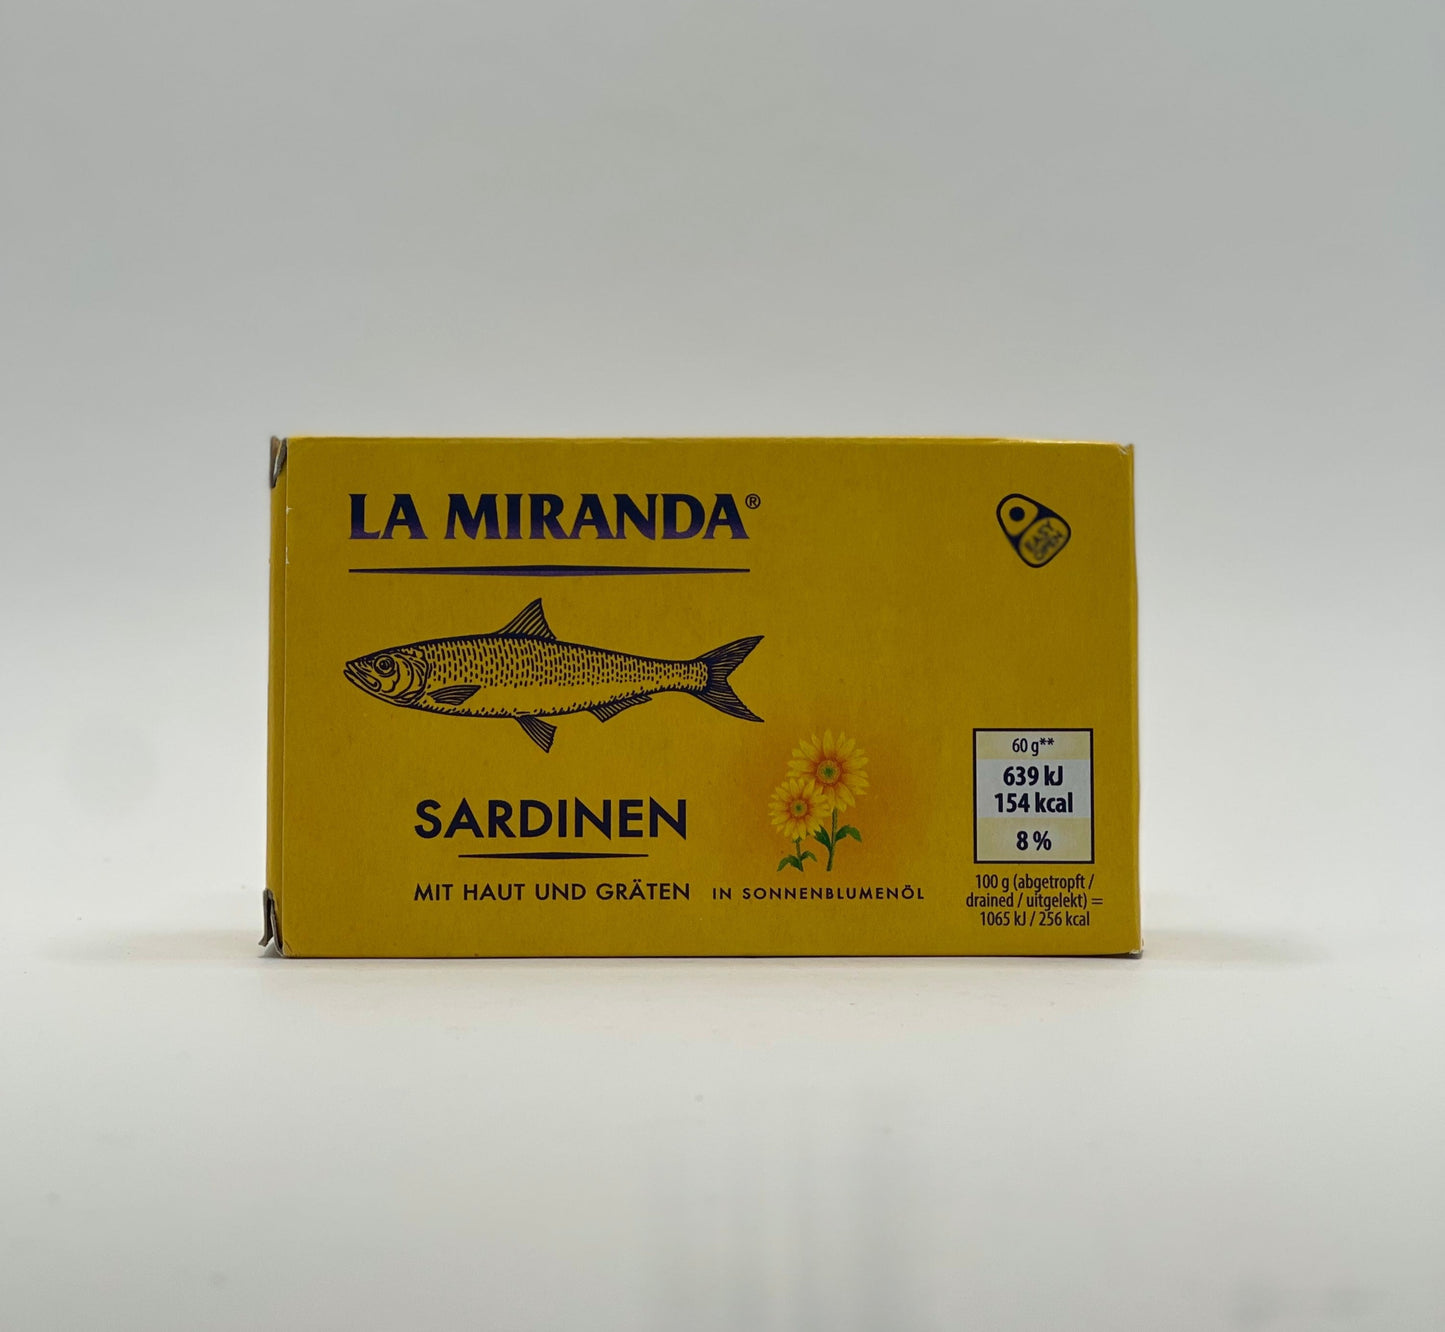 LA MIRANDA®
EASY
OPEN
SARDINEN
MIT HAUT UND GRÄTEN
IN SONNENBLUMENÖL
60 g**
639 kJ
154 kcal
8 %
100 g (abgetropft /
drained / uitgelekt) =
1065 kJ / 256 kcal